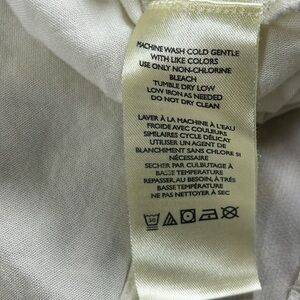 MACHINE WASH COLD GENTLE
WITH LIKE COLORS
USE ONLY NON-CHLORINE
BLEACH
TUMBLE DRY LOW
LOW IRON AS NEEDED
DO NOT DRY CLEAN
LAVER À LA MACHINE À L'EAU
FROIDE AVEC COULEURS
SIMILAIRES CYCLE DÉLICAT
UTILISER UN AGENT DE
BLANCHIMENT SANS CHLORE SI
NÉCESSAIRE
SECHER PAR CULBUTAGE À
BASSE TEMPÉRATURE
REPASSER, AU BESOIN, À TRÈS
BASSE TEMPÉRATURE
NE PAS NETTOYER À SEC